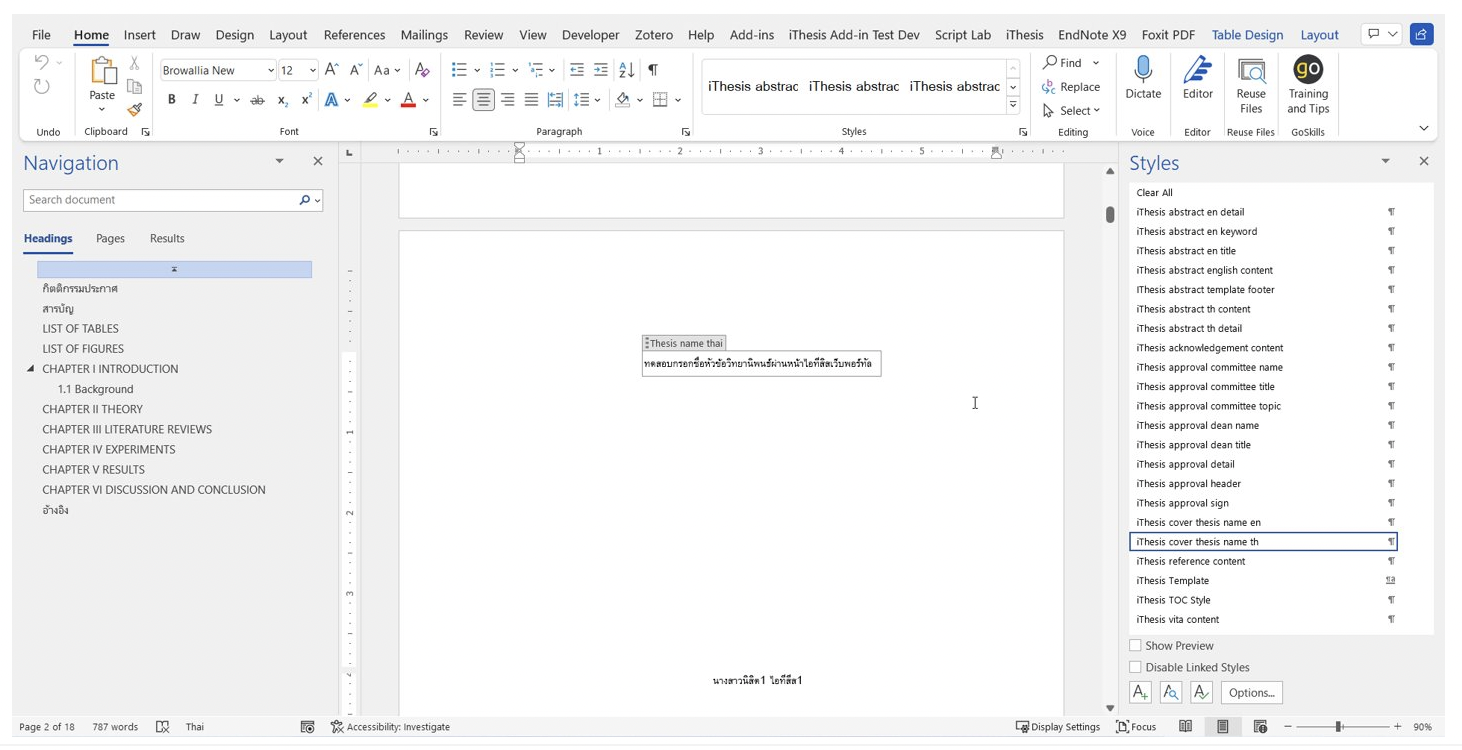 File Home Insert Draw Design Layout References Mailings Review View Developer Zotero Help Add-ins iThesis Add-in Test Dev Script Lab iThesis EndNote X9 Foxit PDF Table Design Layout
Browallia New 12 Aa
Paste
B I U ab x₂ x²
iThesis abstrac iThesis abstrac iThesis abstrac
Find
Replace
Select
Dictate
Editor
Reuse Files
go
Training and Tips
Undo Clipboard Font Paragraph Styles Editing Voice Editor Reuse Files GoSkills
Navigation
Search document
Headings Pages Results
กิตติกรรมประกาศ
สารบัญ
LIST OF TABLES
LIST OF FIGURES
CHAPTER I INTRODUCTION
1.1 Background
CHAPTER II THEORY
CHAPTER III LITERATURE REVIEWS
CHAPTER IV EXPERIMENTS
CHAPTER V RESULTS
CHAPTER VI DISCUSSION AND CONCLUSION
อ้างอิง
1 2 3 4 5
1
2
3
Thesis name thai
ทดสอบกรอกชื่อหัวข้อวิทยานิพนธ์ผ่านหน้าไอทีสิสเว็บพอร์ทัล
นางสาวนิสิต1 ไอทีสิส1
Styles
Clear All
iThesis abstract en detail
iThesis abstract en keyword
iThesis abstract en title
iThesis abstract english content
IThesis abstract template footer
iThesis abstract th content
iThesis abstract th detail
iThesis acknowledgement content
iThesis approval committee name
iThesis approval committee title
iThesis approval committee topic
iThesis approval dean name
iThesis approval dean title
iThesis approval detail
iThesis approval header
iThesis approval sign
iThesis cover thesis name en
iThesis cover thesis name th
iThesis reference content
iThesis Template
iThesis TOC Style
iThesis vita content
Show Preview
Disable Linked Styles
Options...
Page 2 of 18 787 words Thai Accessibility: Investigate Display Settings Focus 90%